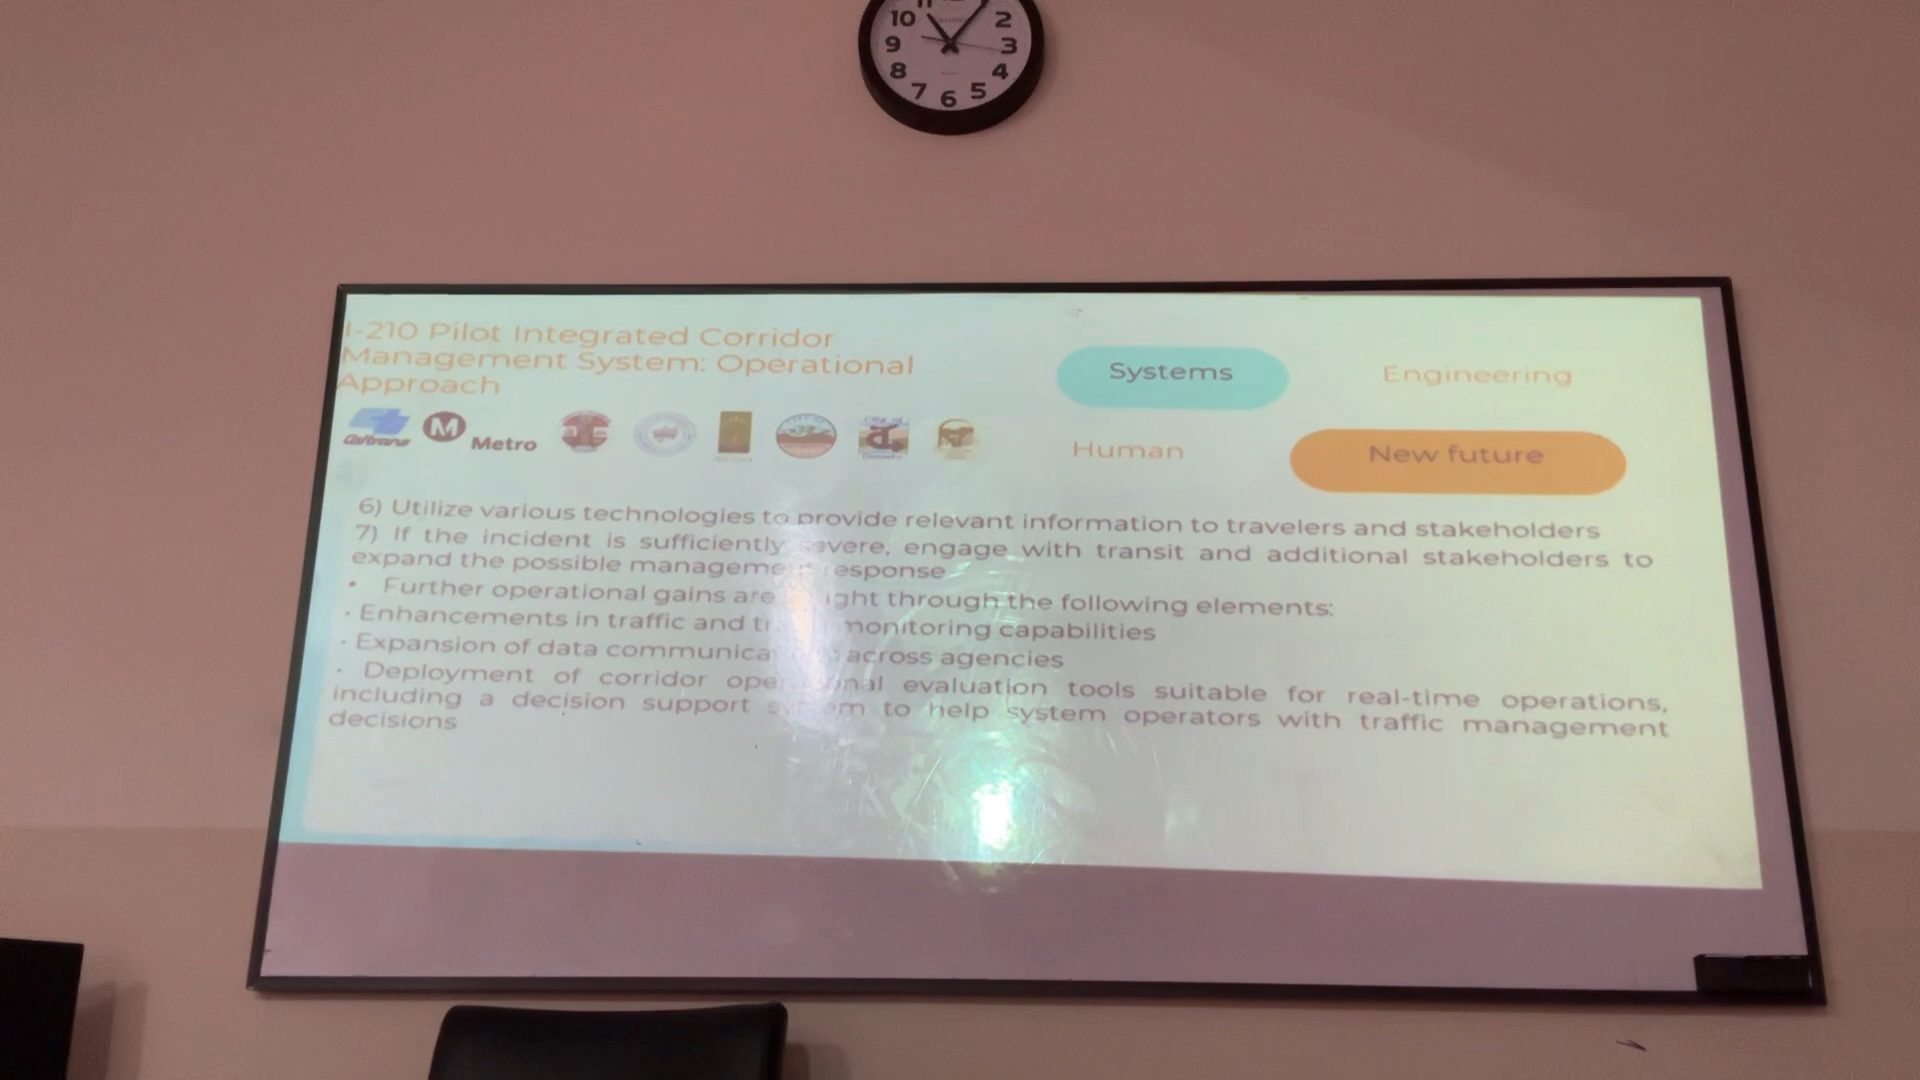 10 2
9 3
8 4
7 6 5
I-210 Pilot Integrated Corridor
Management System: Operational
Approach
Systems
Engineering
Caltrans
M Metro
Human
New future
6) Utilize various technologies to provide relevant information to travelers and stakeholders
7) If the incident is sufficiently severe, engage with transit and additional stakeholders to
expand the possible management response
• Further operational gains are through the following elements:
· Enhancements in traffic and monitoring capabilities
· Expansion of data across agencies
· Deployment of corridor operational evaluation tools suitable for real-time operations,
including a decision support system to help system operators with traffic management
decisions